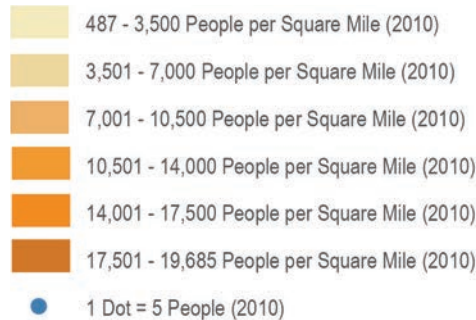 487 - 3,500 People per Square Mile (2010)
3,501 - 7,000 People per Square Mile (2010)
7,001 - 10,500 People per Square Mile (2010)
10,501 - 14,000 People per Square Mile (2010)
14,001 - 17,500 People per Square Mile (2010)
17,501 - 19,685 People per Square Mile (2010)
1 Dot = 5 People (2010)